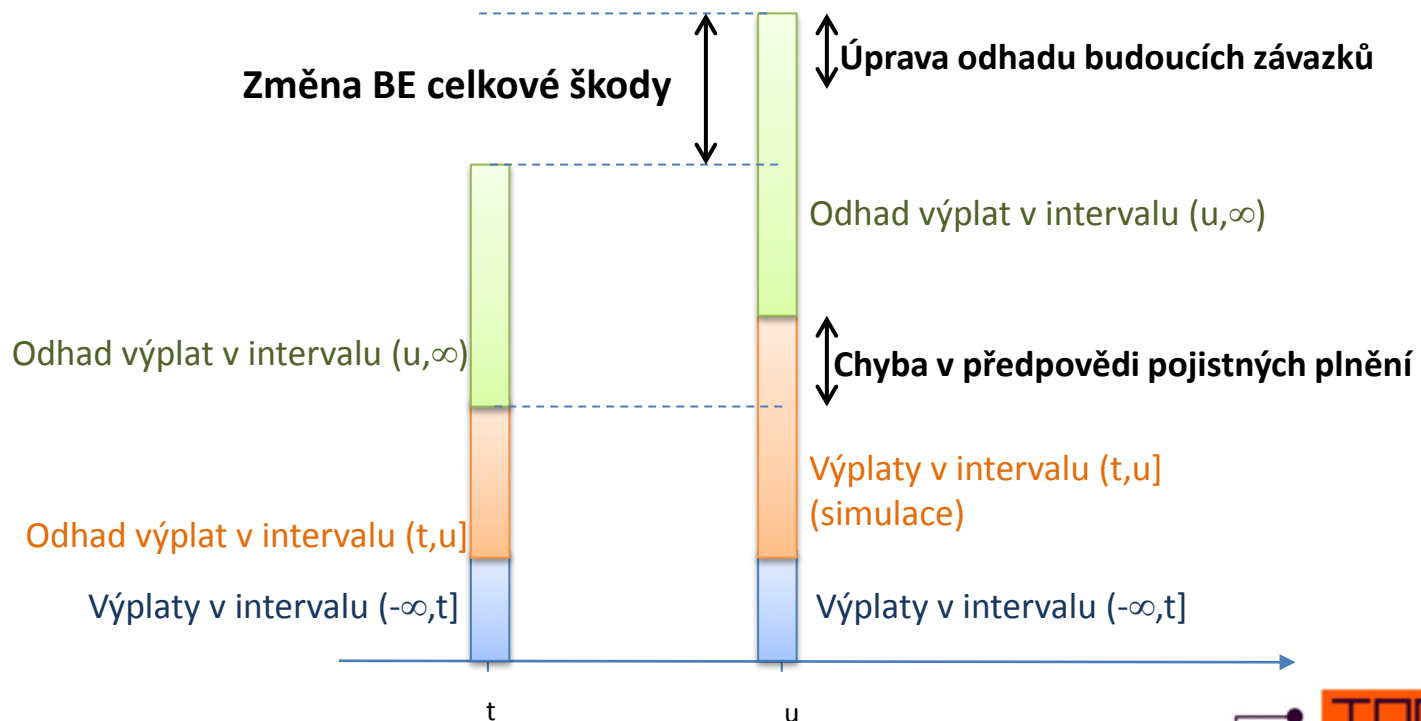 Změna BE celkové škody
Úprava odhadu budoucích závazků
Odhad výplat v intervalu (u,∞)
Odhad výplat v intervalu (u,∞)
Chyba v předpovědi pojistných plnění
Výplaty v intervalu (t,u]
(simulace)
Odhad výplat v intervalu (t,u]
Výplaty v intervalu (-∞,t]
Výplaty v intervalu (-∞,t]
t
u